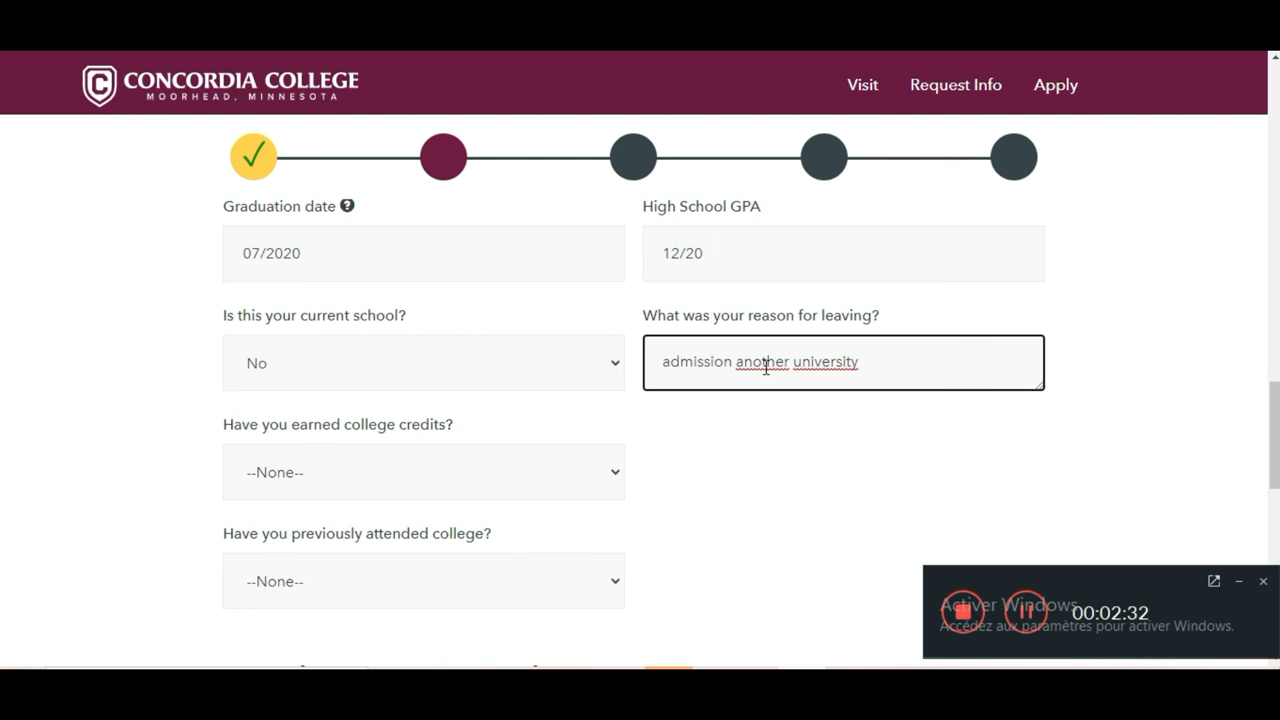 CONCORDIA COLLEGE
MOORHEAD, MINNESOTA
Visit Request Info Apply
Graduation date ?
High School GPA
07/2020
12/20
Is this your current school?
What was your reason for leaving?
No
admission another university
Have you earned college credits?
--None--
Have you previously attended college?
--None--
Activer Windows
Accédez aux paramètres pour activer Windows.
00:02:32